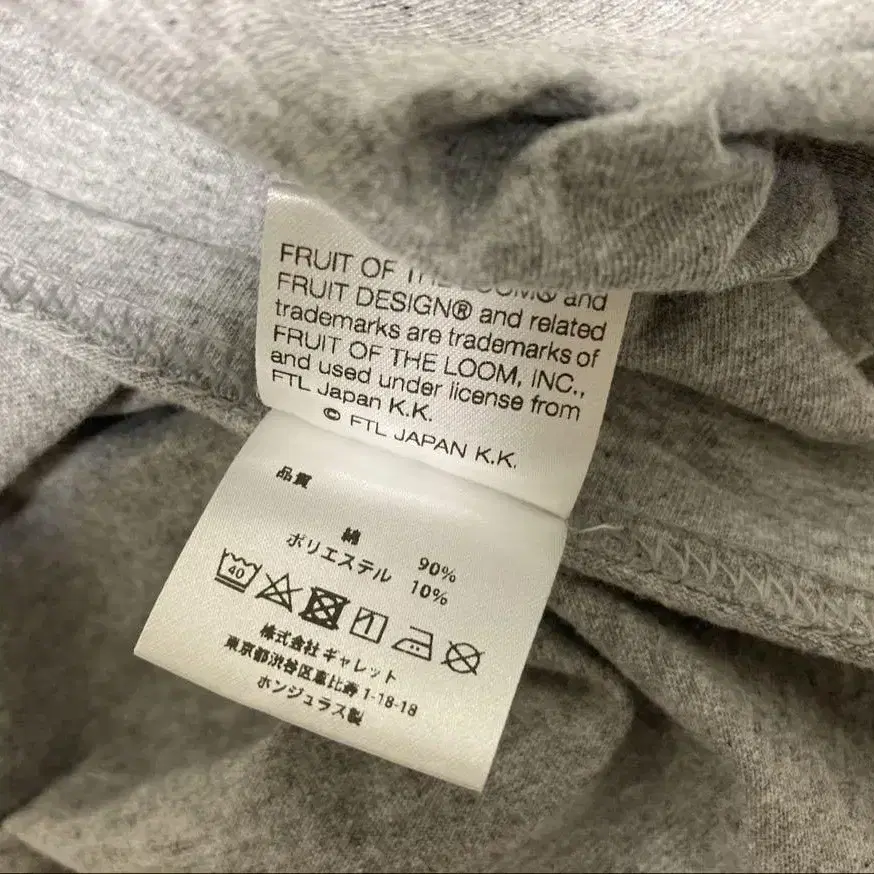 FRUIT OF THE LOOM® and
FRUIT DESIGN® and related
trademarks are trademarks of
FRUIT OF THE LOOM, INC.,
and used under license from
FTL Japan K.K.
© FTL JAPAN K.K.
品質
綿 90%
ポリエステル 10%
40
株式会社ギャレット
東京都渋谷区恵比寿 1-18-18
ホンジュラス製